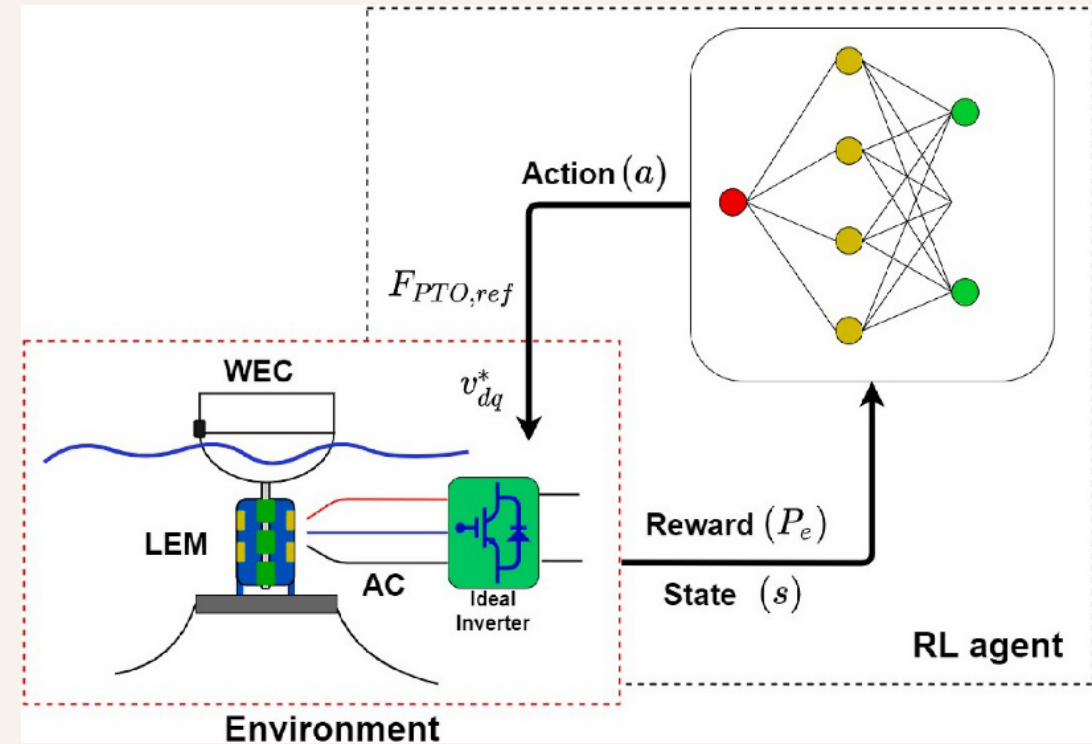 Action (a)
F_{PTO,ref}
v^*_{dq}
WEC
LEM
AC
Ideal
Inverter
Reward (P_e)
State (s)
RL agent
Environment